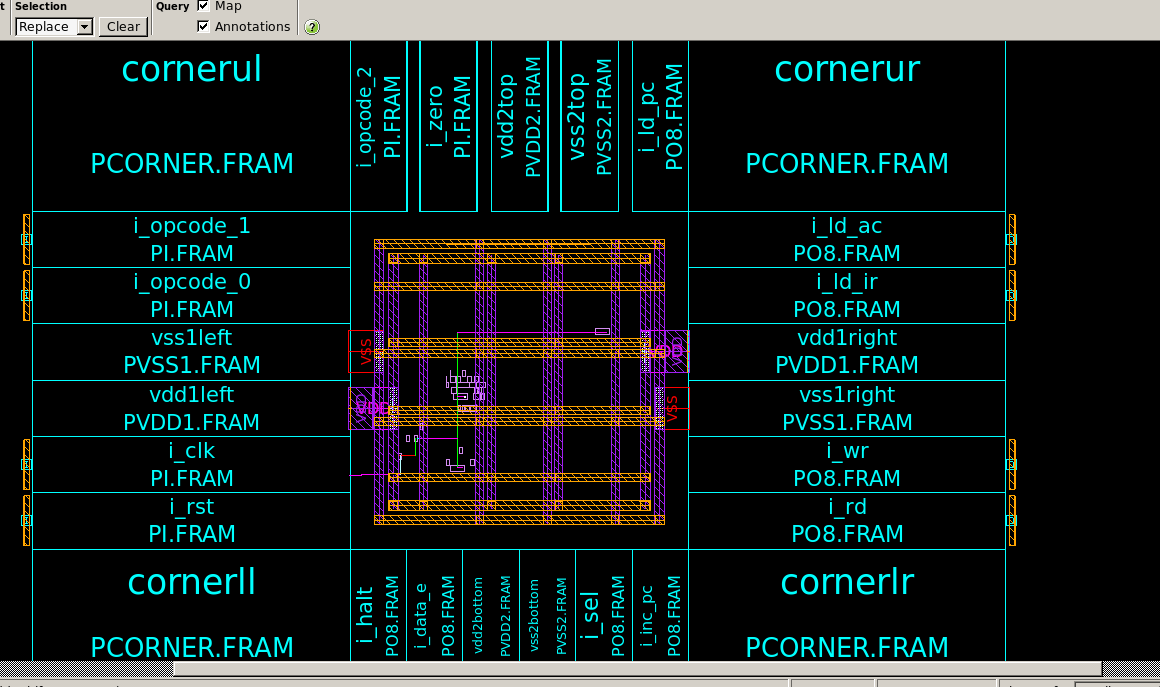 Selection
Query
Map
Replace
Clear
Annotations
cornerul
PCORNER.FRAM
i_opcode_2
PI.FRAM
i_zero
PI.FRAM
vdd2top
PVDD2.FRAM
vss2top
PVSS2.FRAM
i_ld_pc
PO8.FRAM
cornerur
PCORNER.FRAM
i_opcode_1
PI.FRAM
i_opcode_0
PI.FRAM
vss1left
PVSS1.FRAM
vdd1left
PVDD1.FRAM
i_clk
PI.FRAM
i_rst
PI.FRAM
VSS
VDD
VSS
i_ld_ac
PO8.FRAM
i_ld_ir
PO8.FRAM
vdd1right
PVDD1.FRAM
vss1right
PVSS1.FRAM
i_wr
PO8.FRAM
i_rd
PO8.FRAM
cornerll
PCORNER.FRAM
i_halt
PO8.FRAM
i_data_e
PO8.FRAM
vdd2bottom
PVDD2.FRAM
vss2bottom
PVSS2.FRAM
i_sel
PO8.FRAM
i_inc_pc
PO8.FRAM
cornerlr
PCORNER.FRAM